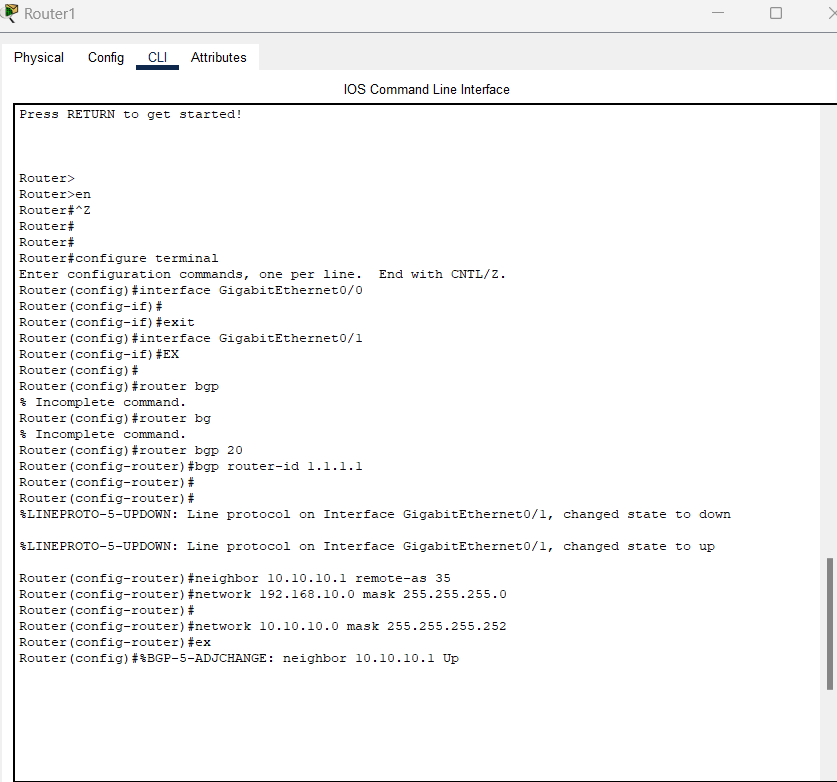 Router1
Physical Config CLI Attributes
IOS Command Line Interface
Press RETURN to get started!
Router>
Router>en
Router#^Z
Router#
Router#
Router#configure terminal
Enter configuration commands, one per line.  End with CNTL/Z.
Router(config)#interface GigabitEthernet0/0
Router(config-if)#
Router(config-if)#exit
Router(config)#interface GigabitEthernet0/1
Router(config-if)#EX
Router(config)#
Router(config)#router bgp
% Incomplete command.
Router(config)#router bg
% Incomplete command.
Router(config)#router bgp 20
Router(config-router)#bgp router-id 1.1.1.1
Router(config-router)#
Router(config-router)#
%LINEPROTO-5-UPDOWN: Line protocol on Interface GigabitEthernet0/1, changed state to down
%LINEPROTO-5-UPDOWN: Line protocol on Interface GigabitEthernet0/1, changed state to up
Router(config-router)#neighbor 10.10.10.1 remote-as 35
Router(config-router)#network 192.168.10.0 mask 255.255.255.0
Router(config-router)#
Router(config-router)#network 10.10.10.0 mask 255.255.255.252
Router(config-router)#ex
Router(config)#%BGP-5-ADJCHANGE: neighbor 10.10.10.1 Up